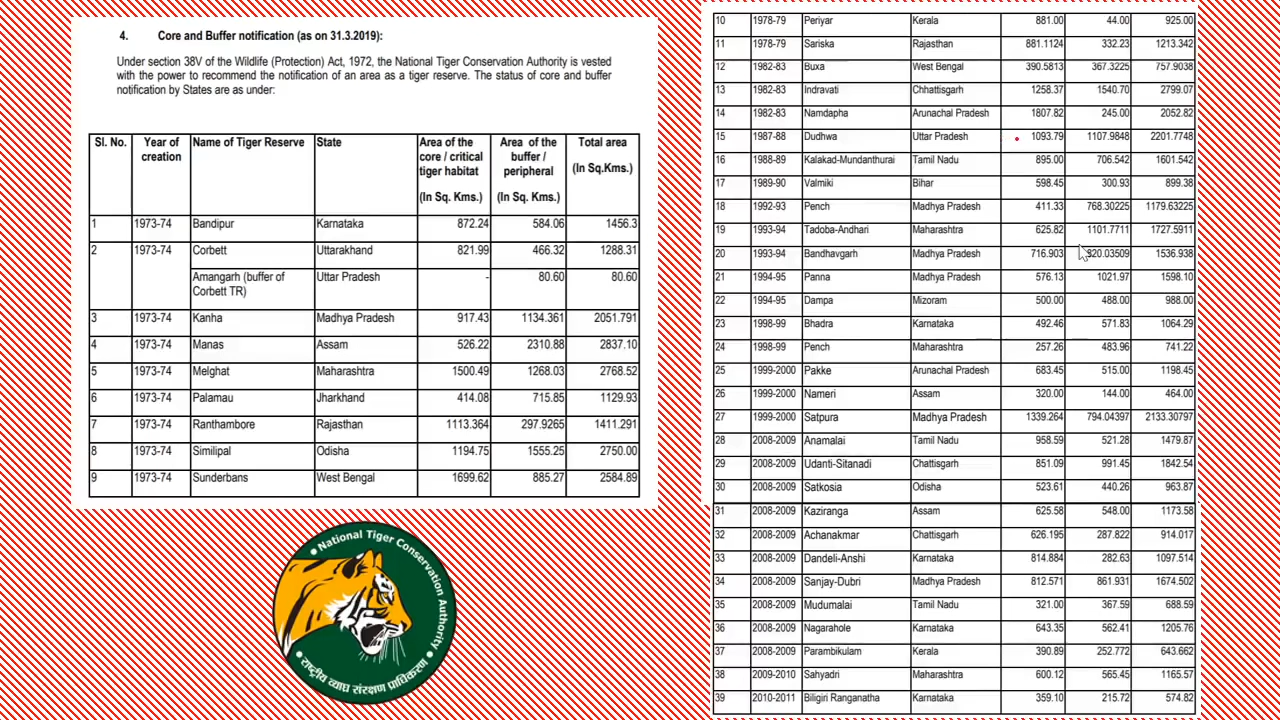 4. Core and Buffer notification (as on 31.3.2019):
Under section 38V of the Wildlife (Protection) Act, 1972, the National Tiger Conservation Authority is vested
with the power to recommend the notification of an area as a tiger reserve. The status of core and buffer
notification by States are as under:
Sl. No. Year of creation Name of Tiger Reserve State Area of the core / critical tiger habitat (In Sq. Kms.) Area of the buffer / peripheral (In Sq. Kms.) Total area (In Sq.Kms.)
1 1973-74 Bandipur Karnataka 872.24 584.06 1456.3
2 1973-74 Corbett Uttarakhand 821.99 466.32 1288.31
Amangarh (buffer of Corbett TR) Uttar Pradesh - 80.60 80.60
3 1973-74 Kanha Madhya Pradesh 917.43 1134.361 2051.791
4 1973-74 Manas Assam 526.22 2310.88 2837.10
5 1973-74 Melghat Maharashtra 1500.49 1268.03 2768.52
6 1973-74 Palamau Jharkhand 414.08 715.85 1129.93
7 1973-74 Ranthambore Rajasthan 1113.364 297.9265 1411.291
8 1973-74 Similipal Odisha 1194.75 1555.25 2750.00
9 1973-74 Sunderbans West Bengal 1699.62 885.27 2584.89
National Tiger Conservation Authority
राष्ट्रीय व्याघ्र संरक्षण प्राधिकरण
10 1978-79 Periyar Kerala 881.00 44.00 925.00
11 1978-79 Sariska Rajasthan 881.1124 332.23 1213.342
12 1982-83 Buxa West Bengal 390.5813 367.3225 757.9038
13 1982-83 Indravati Chhattisgarh 1258.37 1540.70 2799.07
14 1982-83 Namdapha Arunachal Pradesh 1807.82 245.00 2052.82
15 1987-88 Dudhwa Uttar Pradesh 1093.79 1107.9848 2201.7748
16 1988-89 Kalakad-Mundanthurai Tamil Nadu 895.00 706.542 1601.542
17 1989-90 Valmiki Bihar 598.45 300.93 899.38
18 1992-93 Pench Madhya Pradesh 411.33 768.30225 1179.63225
19 1993-94 Tadoba-Andhari Maharashtra 625.82 1101.7711 1727.5911
20 1993-94 Bandhavgarh Madhya Pradesh 716.903 820.03509 1536.938
21 1994-95 Panna Madhya Pradesh 576.13 1021.97 1598.10
22 1994-95 Dampa Mizoram 500.00 488.00 988.00
23 1998-99 Bhadra Karnataka 492.46 571.83 1064.29
24 1998-99 Pench Maharashtra 257.26 483.96 741.22
25 1999-2000 Pakke Arunachal Pradesh 683.45 515.00 1198.45
26 1999-2000 Nameri Assam 320.00 144.00 464.00
27 1999-2000 Satpura Madhya Pradesh 1339.264 794.04397 2133.30797
28 2008-2009 Anamalai Tamil Nadu 958.59 521.28 1479.87
29 2008-2009 Udanti-Sitanadi Chattisgarh 851.09 991.45 1842.54
30 2008-2009 Satkosia Odisha 523.61 440.26 963.87
31 2008-2009 Kaziranga Assam 625.58 548.00 1173.58
32 2008-2009 Achanakmar Chattisgarh 626.195 287.822 914.017
33 2008-2009 Dandeli-Anshi Karnataka 814.884 282.63 1097.514
34 2008-2009 Sanjay-Dubri Madhya Pradesh 812.571 861.931 1674.502
35 2008-2009 Mudumalai Tamil Nadu 321.00 367.59 688.59
36 2008-2009 Nagarahole Karnataka 643.35 562.41 1205.76
37 2008-2009 Parambikulam Kerala 390.89 252.772 643.662
38 2009-2010 Sahyadri Maharashtra 600.12 565.45 1165.57
39 2010-2011 Biligiri Ranganatha Karnataka 359.10 215.72 574.82